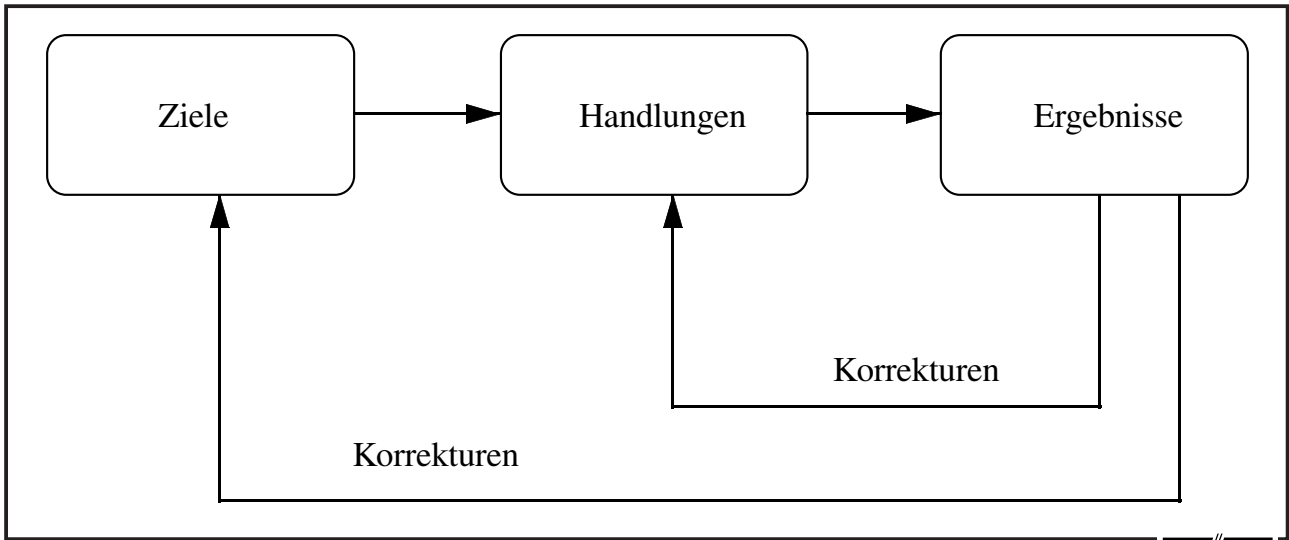 Ziele
Handlungen
Ergebnisse
Korrekturen
Korrekturen